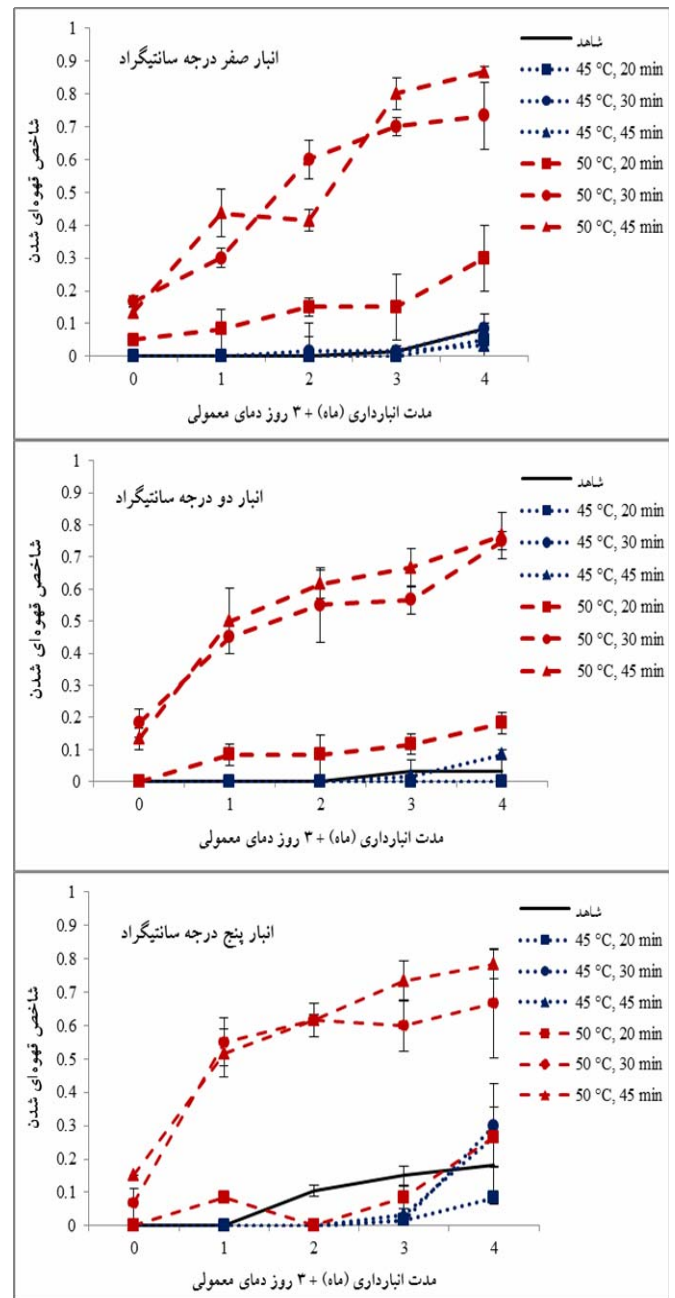 انبار صفر درجه سانتیگراد
شاخص قهوه‌ای شدن
1
0.9
0.8
0.7
0.6
0.5
0.4
0.3
0.2
0.1
0
0 1 2 3 4
مدت انبارداری (ماه) + ۳ روز دمای معمولی
شاهد
45 °C, 20 min
45 °C, 30 min
45 °C, 45 min
50 °C, 20 min
50 °C, 30 min
50 °C, 45 min
انبار دو درجه سانتیگراد
شاخص قهوه‌ای شدن
1
0.9
0.8
0.7
0.6
0.5
0.4
0.3
0.2
0.1
0
0 1 2 3 4
مدت انبارداری (ماه) + ۳ روز دمای معمولی
شاهد
45 °C, 20 min
45 °C, 30 min
45 °C, 45 min
50 °C, 20 min
50 °C, 30 min
50 °C, 45 min
انبار پنج درجه سانتیگراد
شاخص قهوه‌ای شدن
1
0.9
0.8
0.7
0.6
0.5
0.4
0.3
0.2
0.1
0
0 1 2 3 4
مدت انبارداری (ماه) + ۳ روز دمای معمولی
شاهد
45 °C, 20 min
45 °C, 30 min
45 °C, 45 min
50 °C, 20 min
50 °C, 30 min
50 °C, 45 min